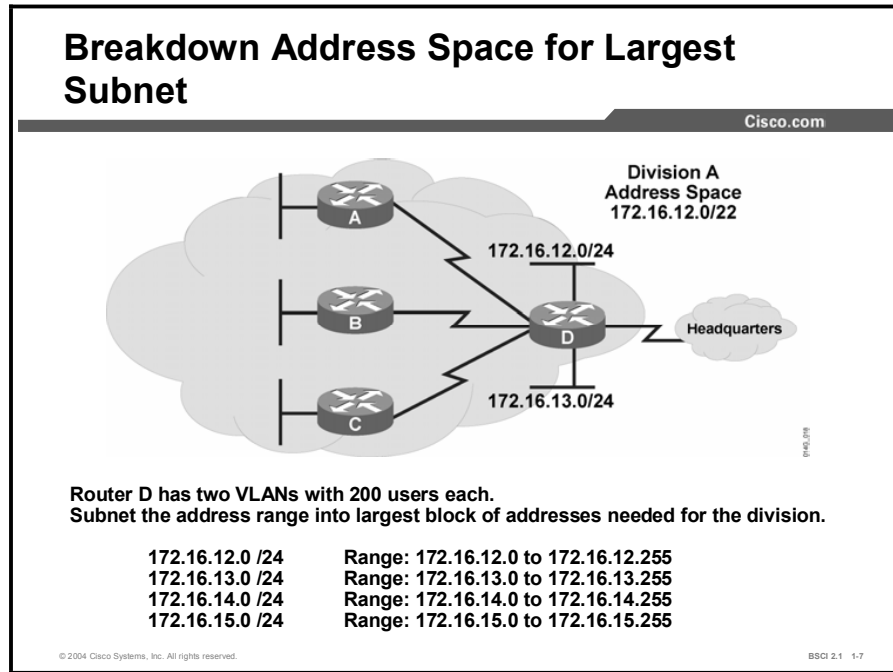 Breakdown Address Space for Largest
Subnet
Cisco.com
Division A
Address Space
172.16.12.0/22
A
172.16.12.0/24
B
D
Headquarters
172.16.13.0/24
C
014G_018
Router D has two VLANs with 200 users each.
Subnet the address range into largest block of addresses needed for the division.
172.16.12.0 /24 Range: 172.16.12.0 to 172.16.12.255
172.16.13.0 /24 Range: 172.16.13.0 to 172.16.13.255
172.16.14.0 /24 Range: 172.16.14.0 to 172.16.14.255
172.16.15.0 /24 Range: 172.16.15.0 to 172.16.15.255
© 2004 Cisco Systems, Inc. All rights reserved.
BSCI 2.1 1-7